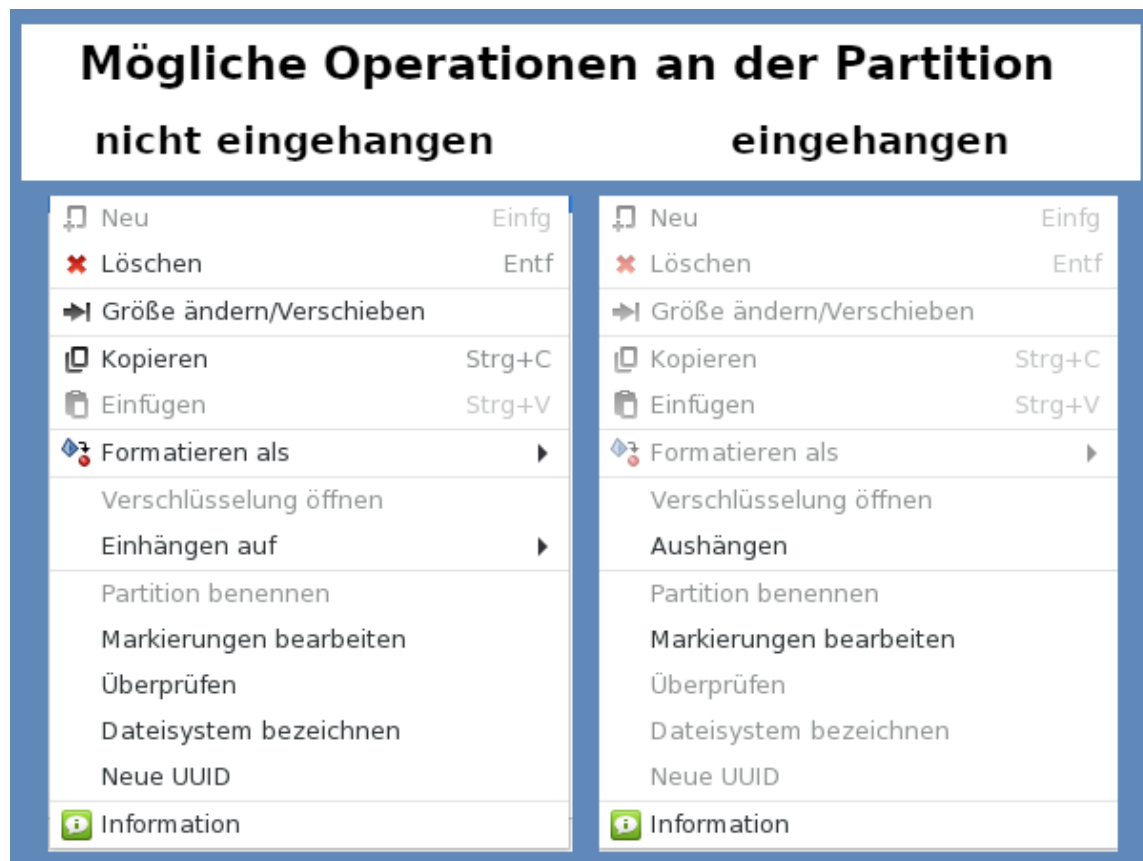 Mögliche Operationen an der Partition
nicht eingehangen
eingehangen
Neu Einfg
Löschen Entf
Größe ändern/Verschieben
Kopieren Strg+C
Einfügen Strg+V
Formatieren als
Verschlüsselung öffnen
Einhängen auf
Partition benennen
Markierungen bearbeiten
Überprüfen
Dateisystem bezeichnen
Neue UUID
Information
Neu Einfg
Löschen Entf
Größe ändern/Verschieben
Kopieren Strg+C
Einfügen Strg+V
Formatieren als
Verschlüsselung öffnen
Aushängen
Partition benennen
Markierungen bearbeiten
Überprüfen
Dateisystem bezeichnen
Neue UUID
Information